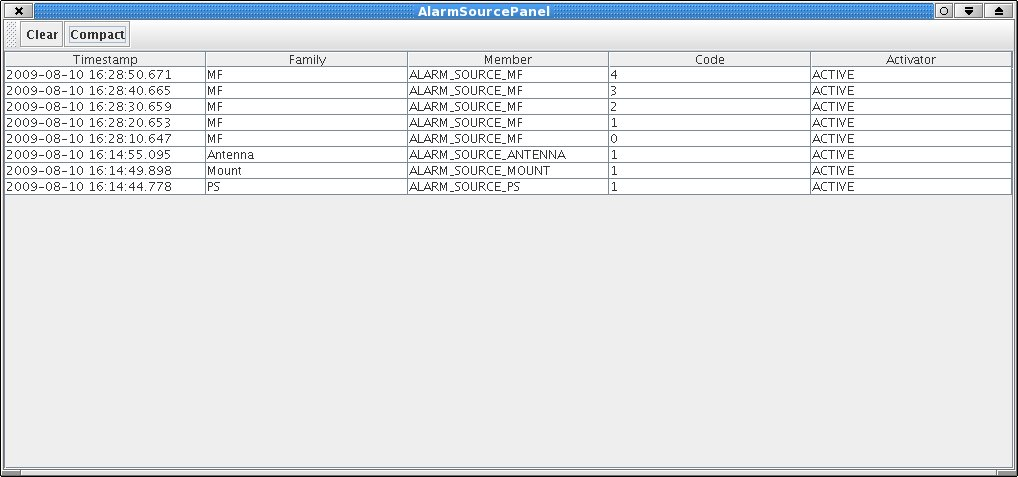 AlarmSourcePanel
Clear Compact
Timestamp Family Member Code Activator
2009-08-10 16:28:50.671 MF ALARM_SOURCE_MF 4 ACTIVE
2009-08-10 16:28:40.665 MF ALARM_SOURCE_MF 3 ACTIVE
2009-08-10 16:28:30.659 MF ALARM_SOURCE_MF 2 ACTIVE
2009-08-10 16:28:20.653 MF ALARM_SOURCE_MF 1 ACTIVE
2009-08-10 16:28:10.647 MF ALARM_SOURCE_MF 0 ACTIVE
2009-08-10 16:14:55.095 Antenna ALARM_SOURCE_ANTENNA 1 ACTIVE
2009-08-10 16:14:49.898 Mount ALARM_SOURCE_MOUNT 1 ACTIVE
2009-08-10 16:14:44.778 PS ALARM_SOURCE_PS 1 ACTIVE